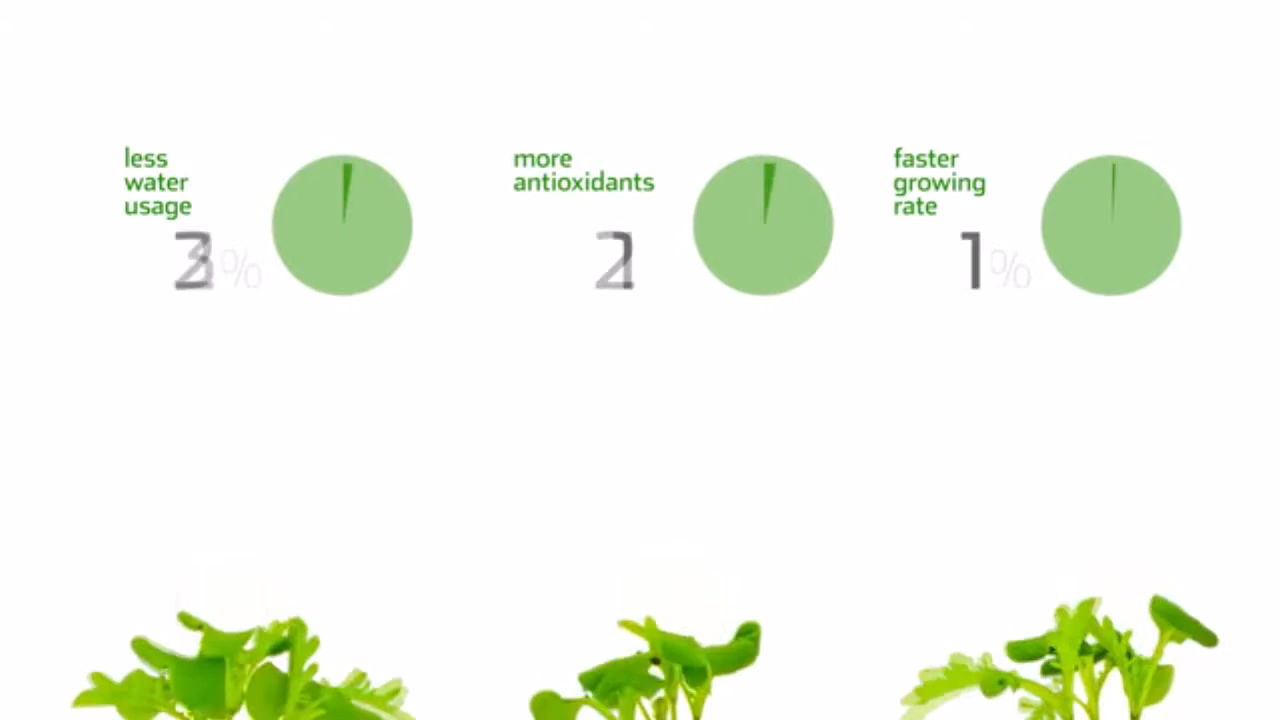 less
water
usage
%
more
antioxidants
faster
growing
rate
1%